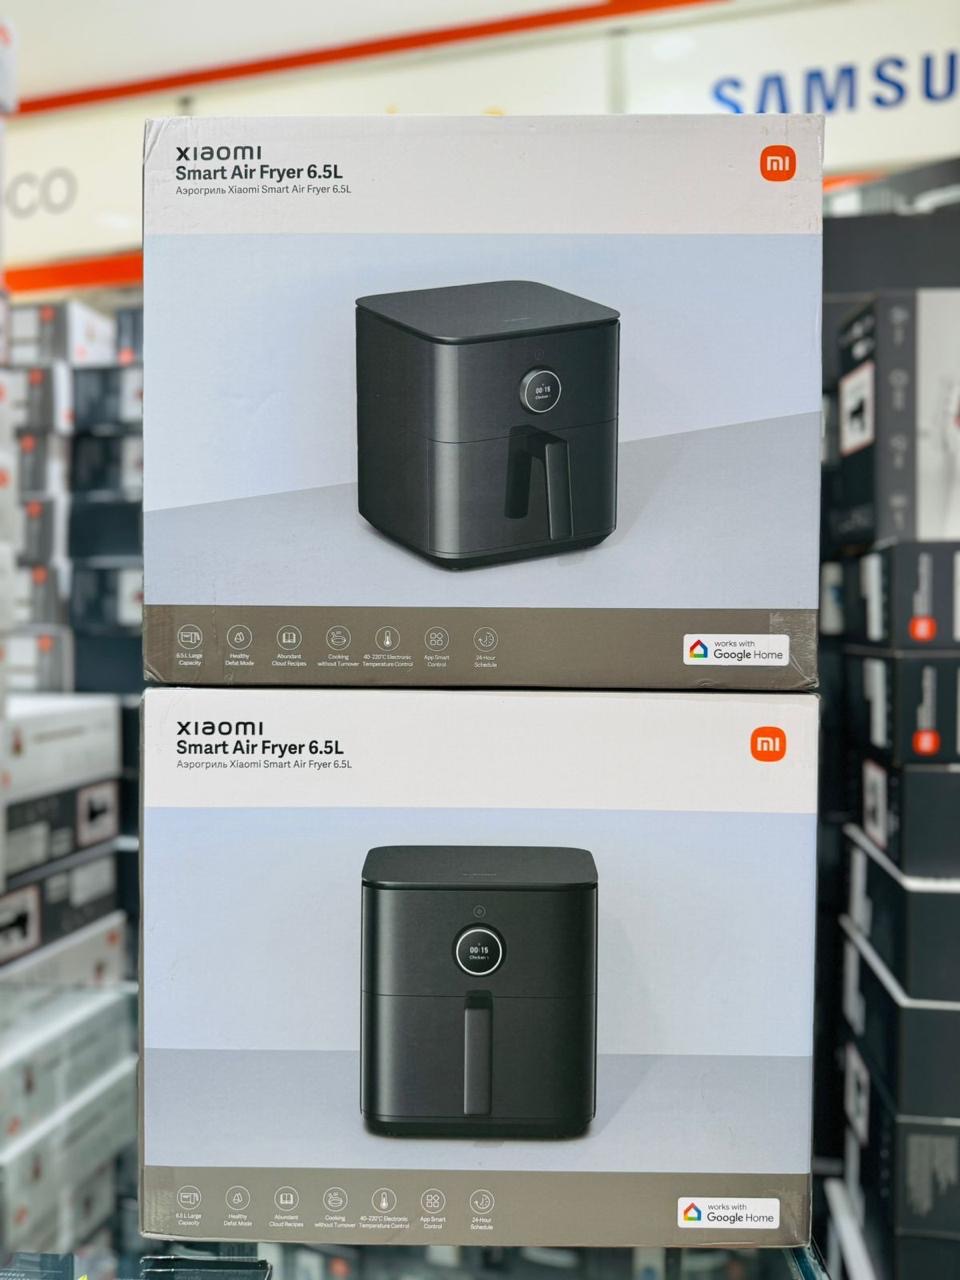 SAMSU
CO
xiaomi
Smart Air Fryer 6.5L
Аэрогриль Xiaomi Smart Air Fryer 6.5L
mi
00:15
Chicken
6.5 L Large
Capacity
Healthy
Defat Mode
Abundant
Cloud Recipes
Cooking
without Turnover
40-220°C Electronic
Temperature Control
App Smart
Control
24-Hour
Schedule
works with
Google Home
xiaomi
Smart Air Fryer 6.5L
Аэрогриль Xiaomi Smart Air Fryer 6.5L
mi
00:15
Chicken
6.5 L Large
Capacity
Healthy
Defat Mode
Abundant
Cloud Recipes
Cooking
without Turnover
40-220°C Electronic
Temperature Control
App Smart
Control
24-Hour
Schedule
works with
Google Home